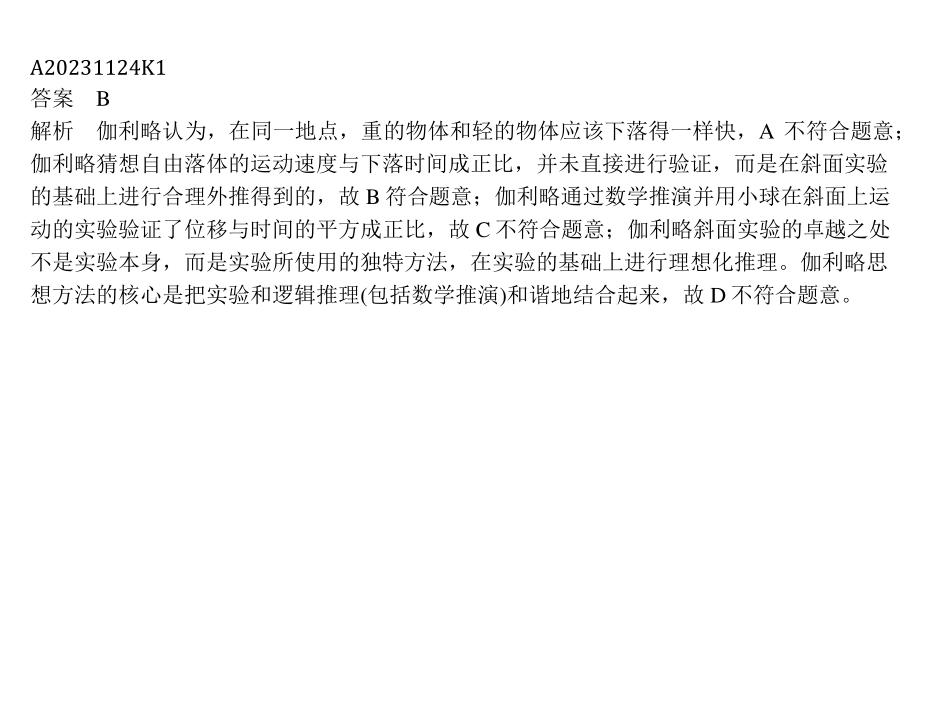 A20231124K1
答案 B
解析 伽利略认为，在同一地点，重的物体和轻的物体应该下落得一样快，A 不符合题意；
伽利略猜想自由落体的运动速度与下落时间成正比，并未直接进行验证，而是在斜面实验
的基础上进行合理外推得到的，故 B 符合题意；伽利略通过数学推演并用小球在斜面上运
动的实验验证了位移与时间的平方成正比，故 C 不符合题意；伽利略斜面实验的卓越之处
不是实验本身，而是实验所使用的独特方法，在实验的基础上进行理想化推理。伽利略思
想方法的核心是把实验和逻辑推理(包括数学推演)和谐地结合起来，故 D 不符合题意。